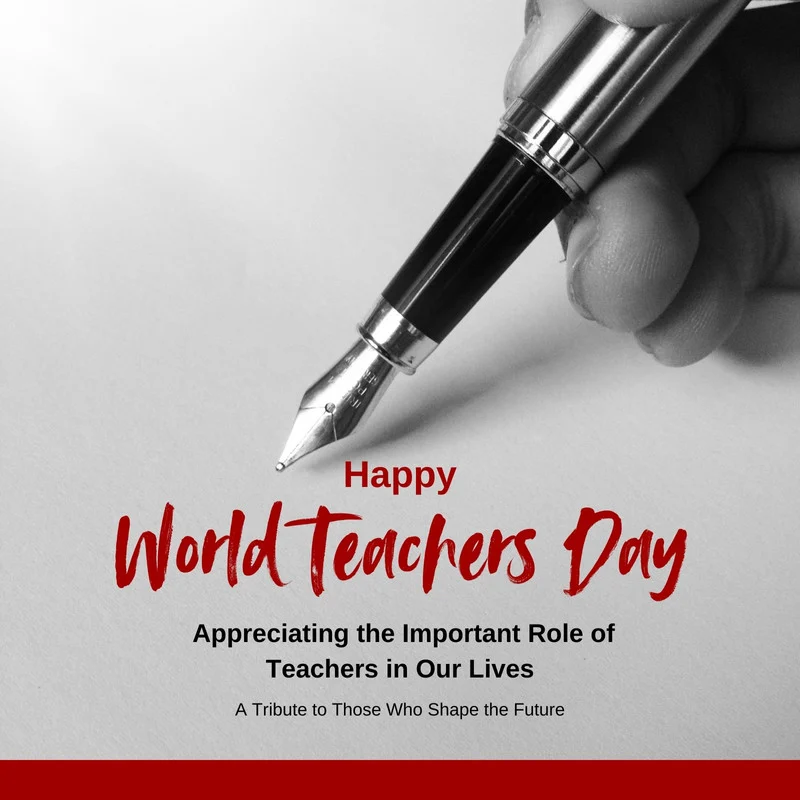 Happy
World Teachers Day
Appreciating the Important Role of
Teachers in Our Lives
A Tribute to Those Who Shape the Future